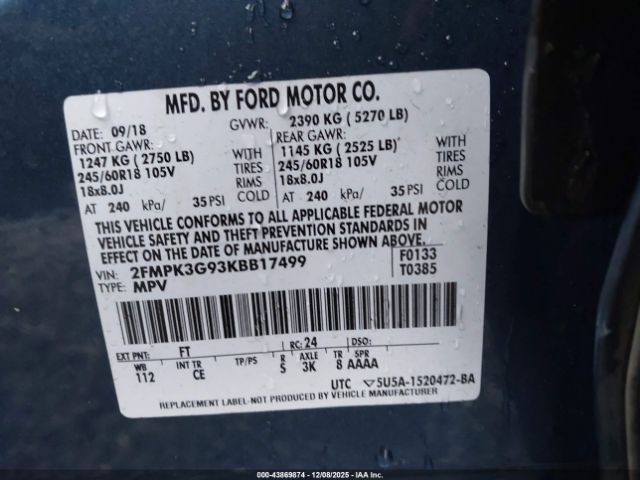 MFD. BY FORD MOTOR CO.
DATE: 09/18 GVWR: 2390 KG ( 5270 LB)
FRONT GAWR: REAR GAWR:
1247 KG ( 2750 LB) WITH 1145 KG ( 2525 LB) WITH
245/60R18 105V TIRES 245/60R18 105V TIRES
18x8.0J RIMS 18x8.0J RIMS
AT 240 kPa/ 35 PSI COLD AT 240 kPa/ 35 PSI COLD
THIS VEHICLE CONFORMS TO ALL APPLICABLE FEDERAL MOTOR
VEHICLE SAFETY AND THEFT PREVENTION STANDARDS IN
EFFECT ON THE DATE OF MANUFACTURE SHOWN ABOVE.
VIN: 2FMPK3G93KBB17499 F0133
TYPE: MPV T0385
EXT PNT: FT RC: 24 DSO:
WB INT TR TP/PS R AXLE TR SPR
112 CE S 3K 8 AAAA
UTC 5U5A-1520472-BA
REPLACEMENT LABEL-NOT PRODUCED BY VEHICLE MANUFACTURER
000-43869874 | 12/08/2025 - IAA Inc.